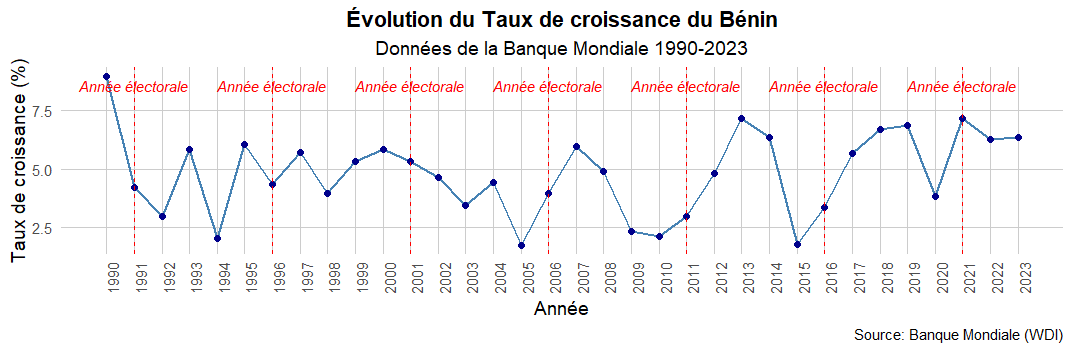 Évolution du Taux de croissance du Bénin
Données de la Banque Mondiale 1990-2023
Taux de croissance (%)
Année électorale Année électorale Année électorale Année électorale Année électorale Année électorale Année électorale
7.5
5.0
2.5
1990 1991 1992 1993 1994 1995 1996 1997 1998 1999 2000 2001 2002 2003 2004 2005 2006 2007 2008 2009 2010 2011 2012 2013 2014 2015 2016 2017 2018 2019 2020 2021 2022 2023
Année
Source: Banque Mondiale (WDI)